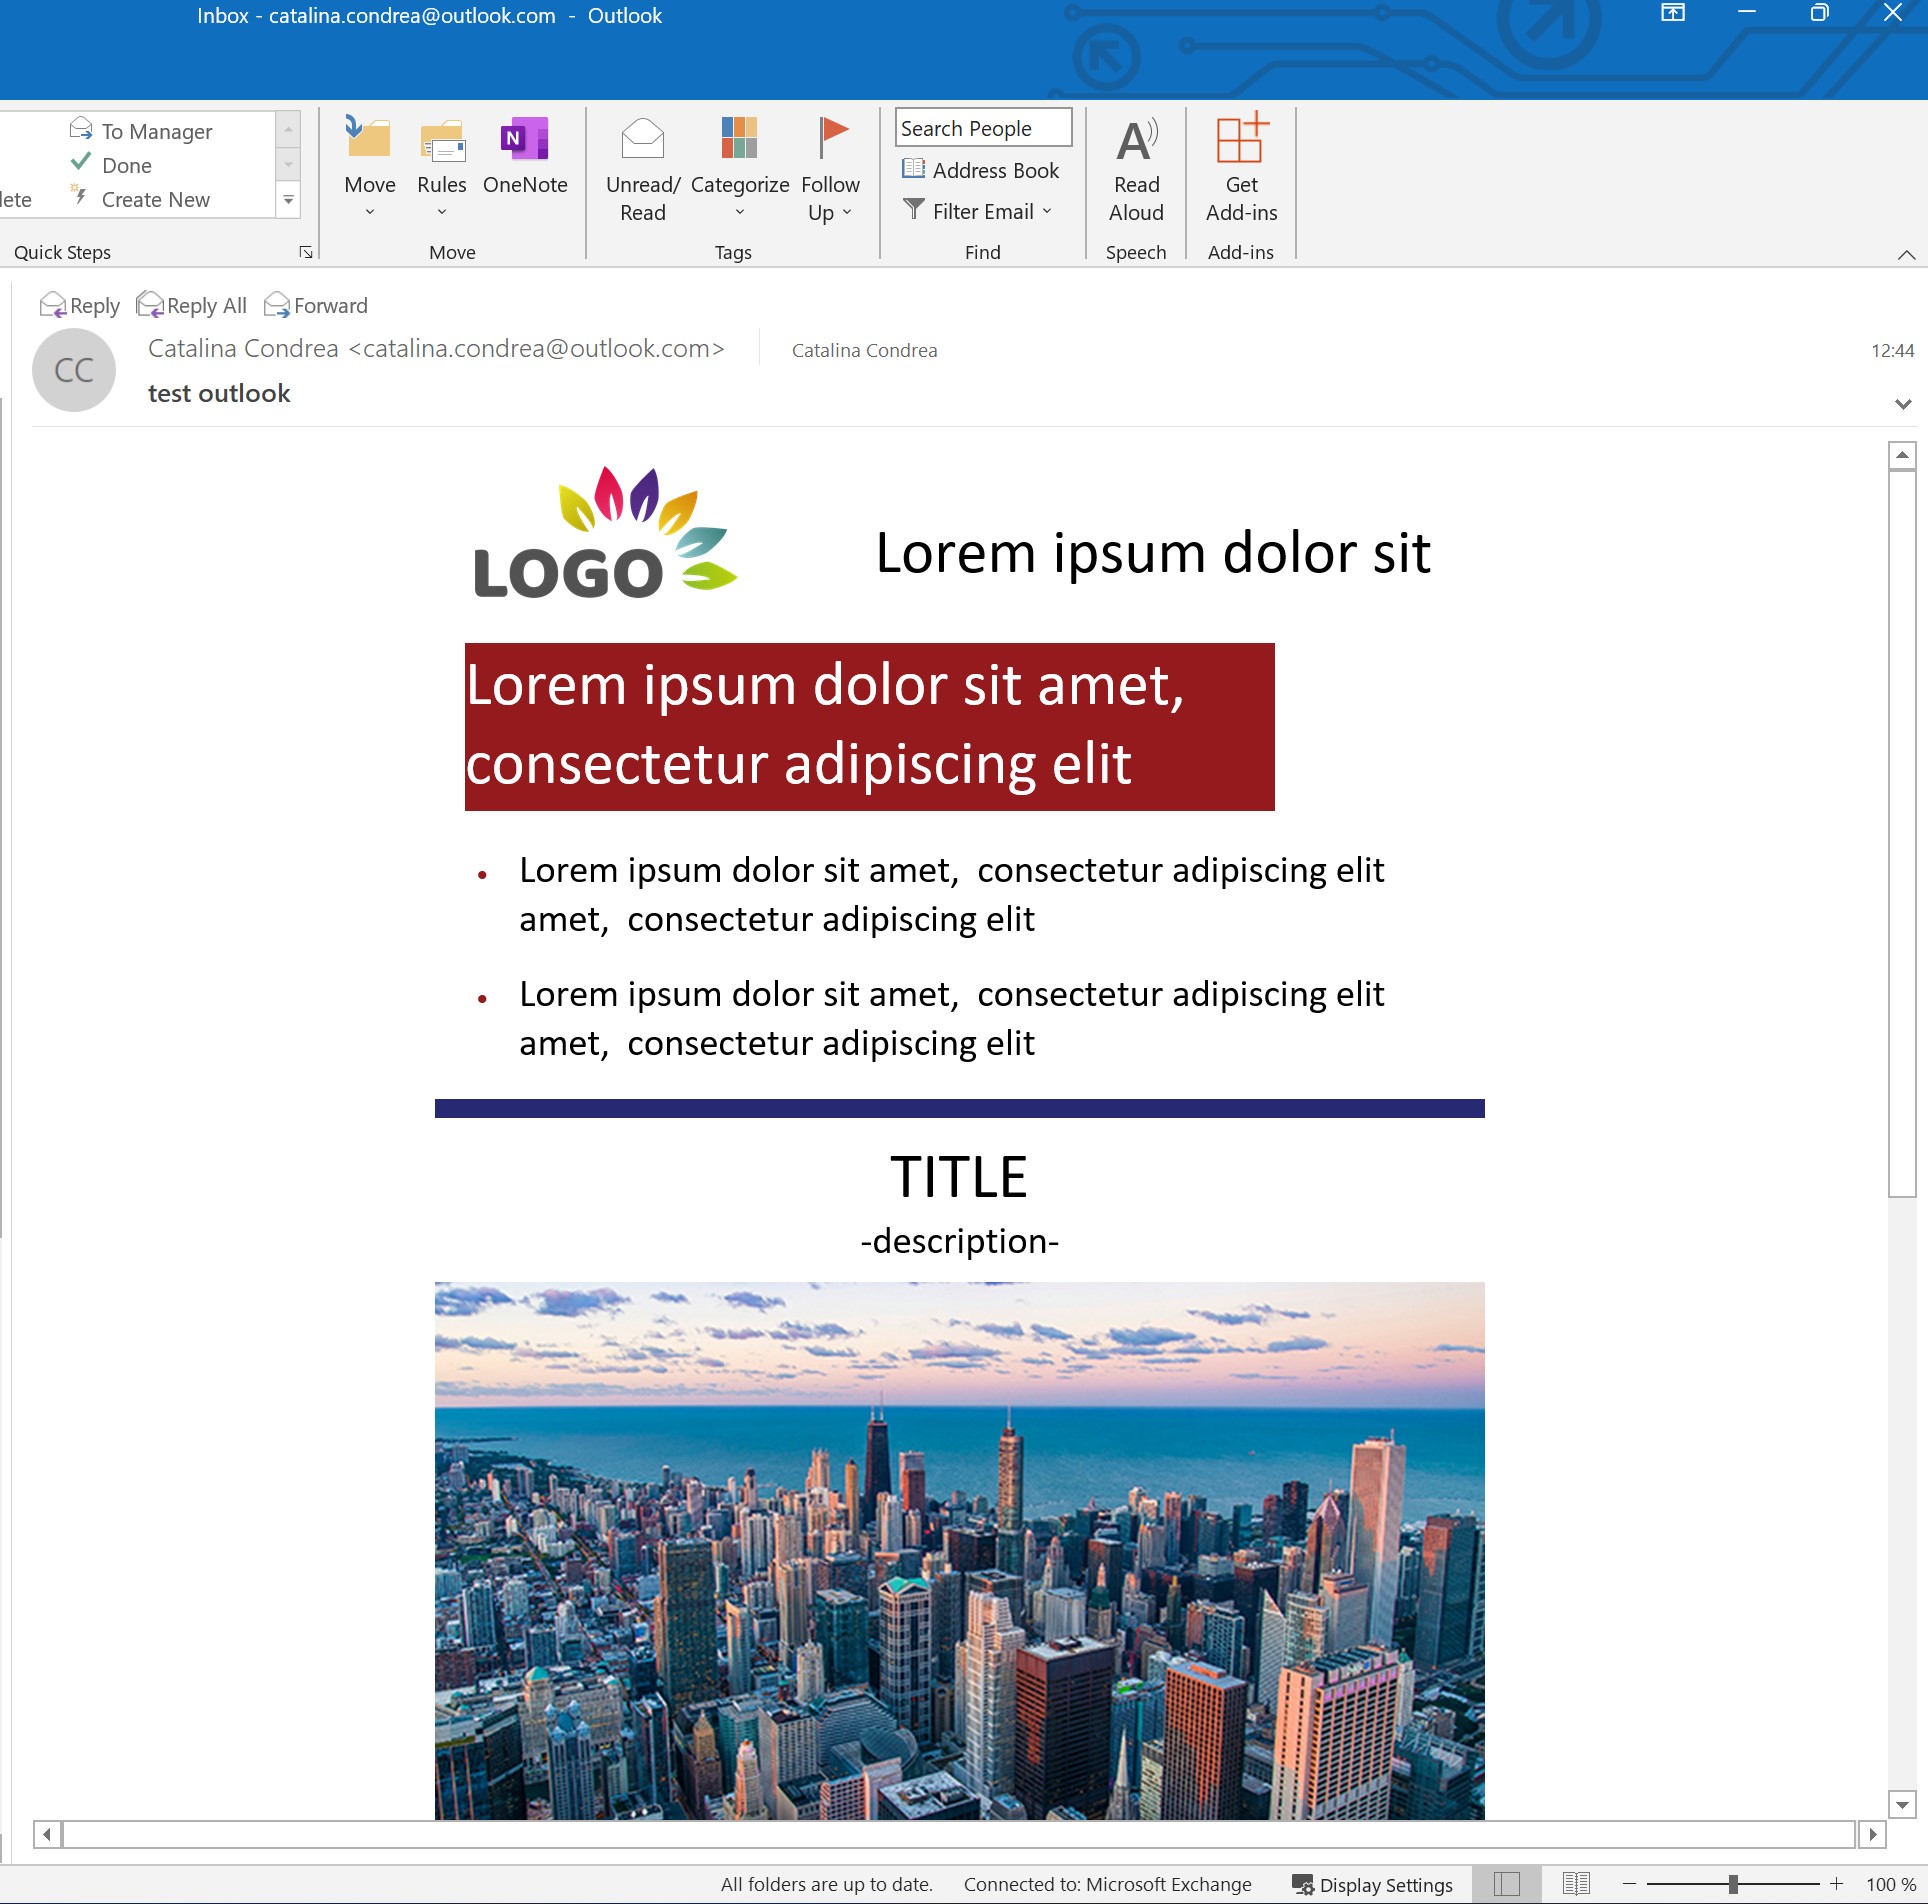 Inbox - catalina.condrea@outlook.com - Outlook
To Manager
Done
lete
Create New
Quick Steps
Move
Rules
OneNote
Move
Unread/
Read
Categorize
Follow
Up
Tags
Search People
Address Book
Filter Email
Find
Read
Aloud
Speech
Get
Add-ins
Add-ins
Reply
Reply All
Forward
CC
Catalina Condrea <catalina.condrea@outlook.com>
Catalina Condrea
12:44
test outlook
LOGO
Lorem ipsum dolor sit
Lorem ipsum dolor sit amet,
consectetur adipiscing elit
• Lorem ipsum dolor sit amet,  consectetur adipiscing elit
amet,  consectetur adipiscing elit
• Lorem ipsum dolor sit amet,  consectetur adipiscing elit
amet,  consectetur adipiscing elit
TITLE
-description-
All folders are up to date.
Connected to: Microsoft Exchange
Display Settings
100 %